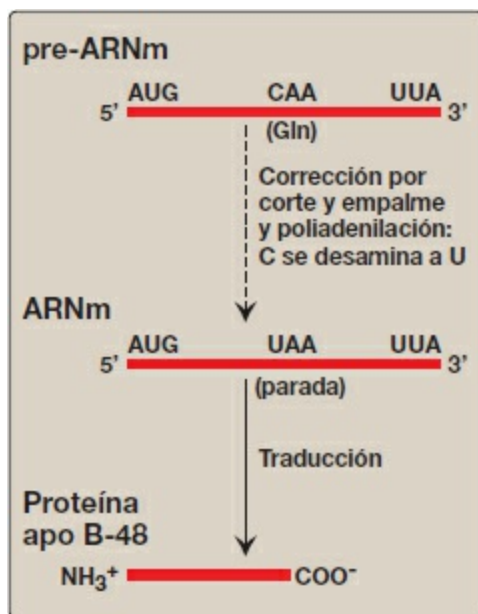 pre-ARNm
AUG CAA UUA
5’ 3’
(Gln)
Corrección por
corte y empalme
y poliadenilación:
C se desamina a U
ARNm
AUG UAA UUA
5’ 3’
(parada)
Traducción
Proteína
apo B-48
NH₃⁺ COO⁻